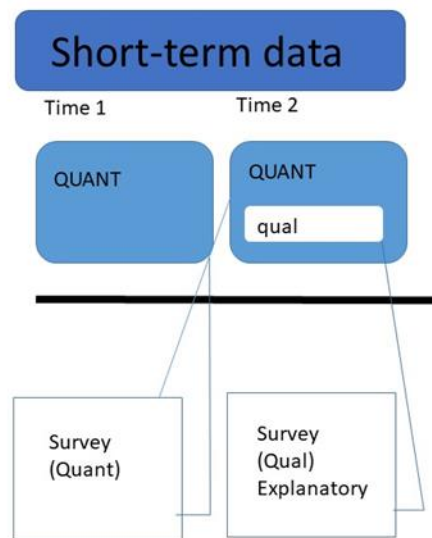 Short-term data
Time 1
Time 2
QUANT
QUANT
qual
Survey
(Quant)
Survey
(Qual)
Explanatory